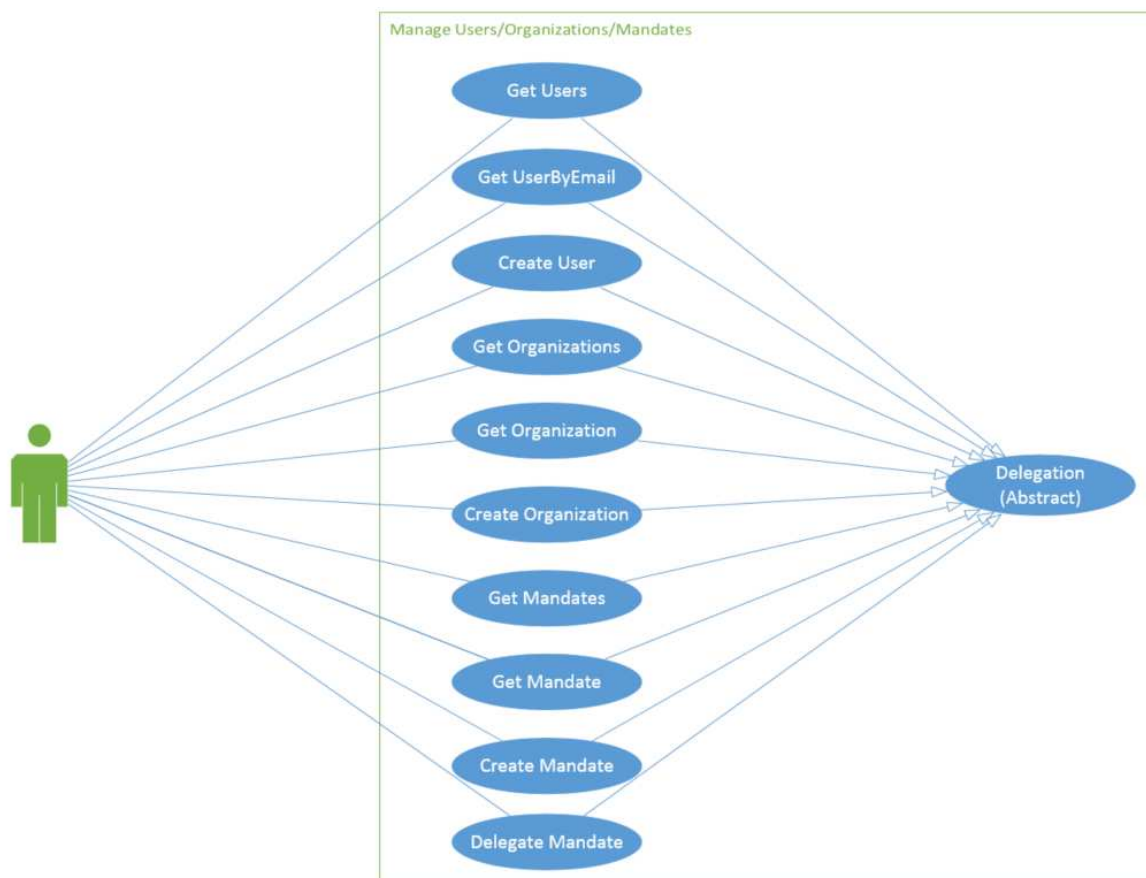 Manage Users/Organizations/Mandates
Get Users
Get UserByEmail
Create User
Get Organizations
Get Organization
Create Organization
Get Mandates
Get Mandate
Create Mandate
Delegate Mandate
Delegation
(Abstract)